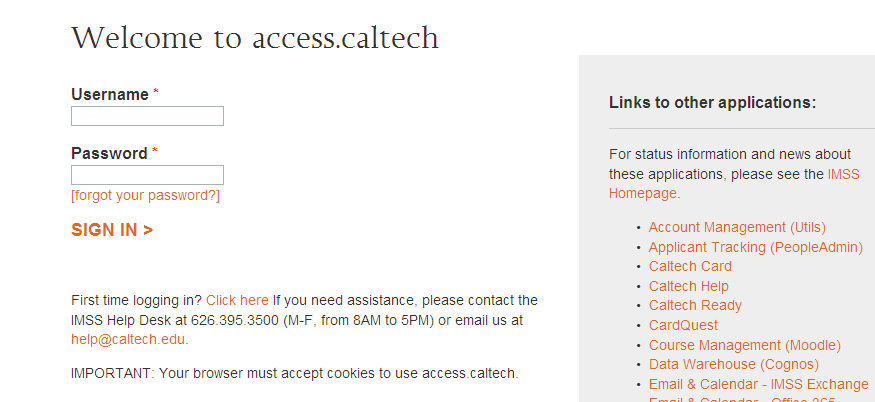 Welcome to access.caltech
Username *
Password *
[forgot your password?]
SIGN IN >
First time logging in? Click here If you need assistance, please contact the
IMSS Help Desk at 626.395.3500 (M-F, from 8AM to 5PM) or email us at
help@caltech.edu.
IMPORTANT: Your browser must accept cookies to use access.caltech.
Links to other applications:
For status information and news about
these applications, please see the IMSS
Homepage.
• Account Management (Utils)
• Applicant Tracking (PeopleAdmin)
• Caltech Card
• Caltech Help
• Caltech Ready
• CardQuest
• Course Management (Moodle)
• Data Warehouse (Cognos)
• Email & Calendar - IMSS Exchange
Email & Calendar - Office 365